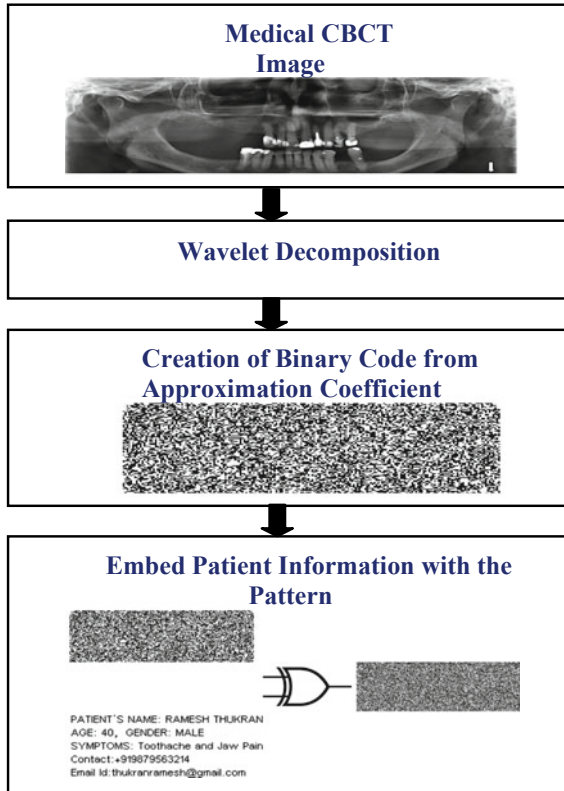 Medical CBCT
Image
Wavelet Decomposition
Creation of Binary Code from
Approximation Coefficient
Embed Patient Information with the
Pattern
PATIENT'S NAME: RAMESH THUKRAN
AGE: 40, GENDER: MALE
SYMPTOMS: Toothache and Jaw Pain
Contact:+919879563214
Email Id:thukranramesh@gmail.com